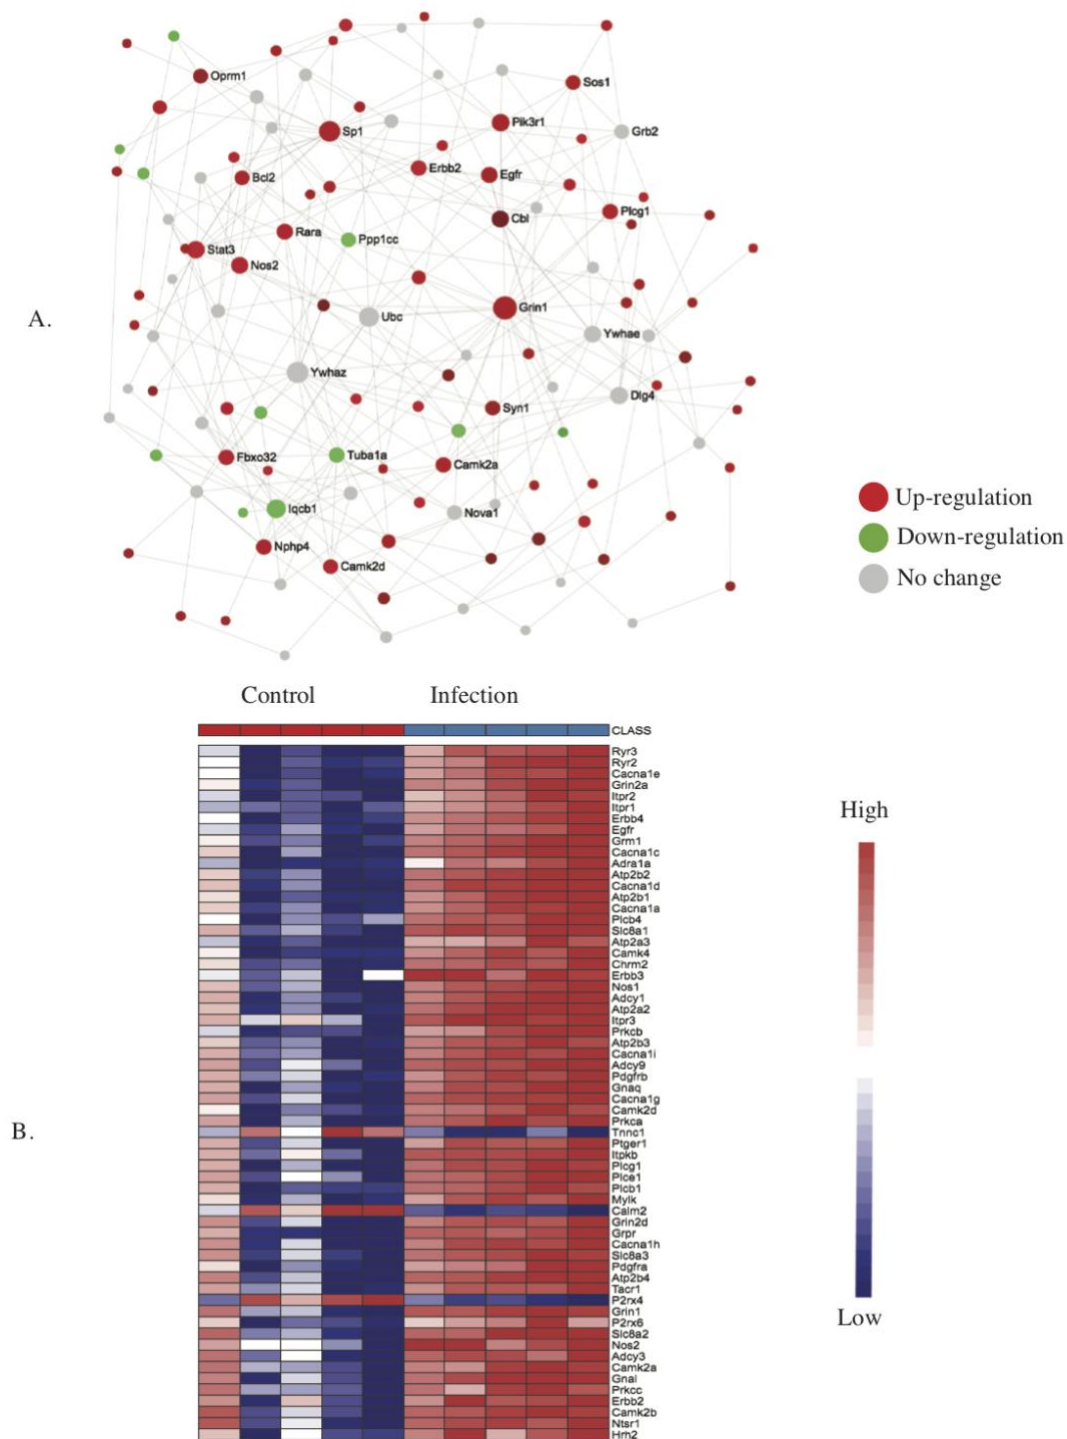 Oprm1
Sos1
Sp1
Pik3r1
Grb2
Erbb2
Egfr
Bcl2
Cbl
Plcg1
Rara
Ppp1cc
Stat3
Nos2
A.
Ubc
Grin1
Ywhae
Ywhaz
Dlg4
Syn1
Fbxo32
Tuba1a
Camk2a
Iqcb1
Nova1
Nphp4
Camk2d
Up-regulation
Down-regulation
No change
Control Infection
CLASS
Ryr3
Ryr2
Cacna1e
Grin2a
Itpr2
Itpr1
Erbb4
Egfr
Grm1
Cacna1c
Adra1a
Atp2b2
Cacna1d
Atp2b1
Cacna1a
Plcb4
Slc8a1
Atp2a3
Camk4
Chrm2
Erbb3
Nos1
Adcy1
Atp2a2
Itpr3
Prkcb
Atp2b3
Cacna1i
Adcy9
Pdgfrb
Gnaq
Cacna1g
Camk2d
Prkca
Tnnc1
Ptger1
Itpkb
Plcg1
Plce1
Plcb1
Mylk
Calm2
Grin2d
Grpr
Cacna1h
Slc8a3
Pdgfra
Atp2b4
Tacr1
P2rx4
Grin1
P2rx6
Slc8a2
Nos2
Adcy3
Camk2a
Gnal
Prkcc
Erbb2
Camk2b
Ntsr1
Hrh2
B.
High
Low